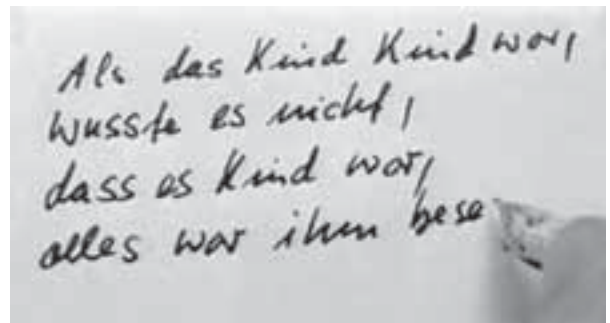 Als das Kind Kind war,
wusste es nicht,
dass es Kind war,
alles war ihm bese